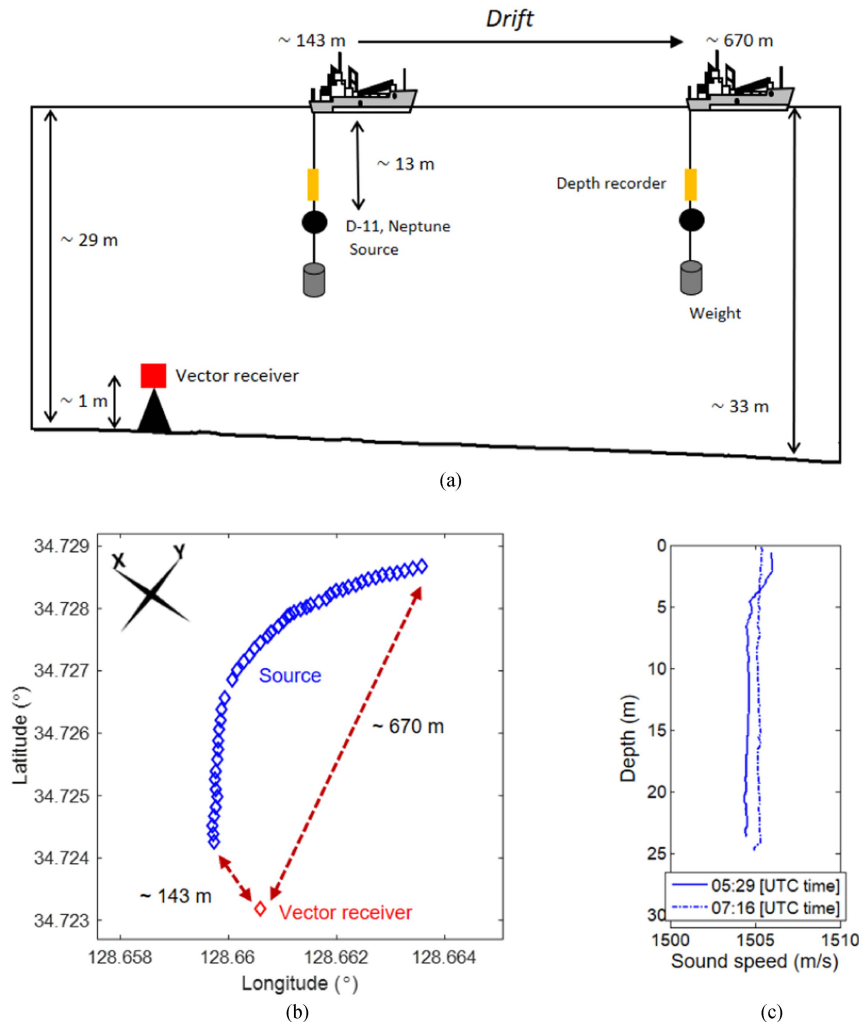 Drift
~ 143 m
~ 670 m
~ 13 m
Depth recorder
D-11, Neptune
Source
~ 29 m
Weight
Vector receiver
~ 1 m
~ 33 m
(a)
34.729
34.728
34.727
34.726
34.725
34.724
34.723
Latitude (°)
X
Y
Source
~ 670 m
~ 143 m
Vector receiver
128.658
128.66
128.662
128.664
Longitude (°)
(b)
0
5
10
15
20
25
30
Depth (m)
05:29 [UTC time]
07:16 [UTC time]
1500
1505
1510
Sound speed (m/s)
(c)